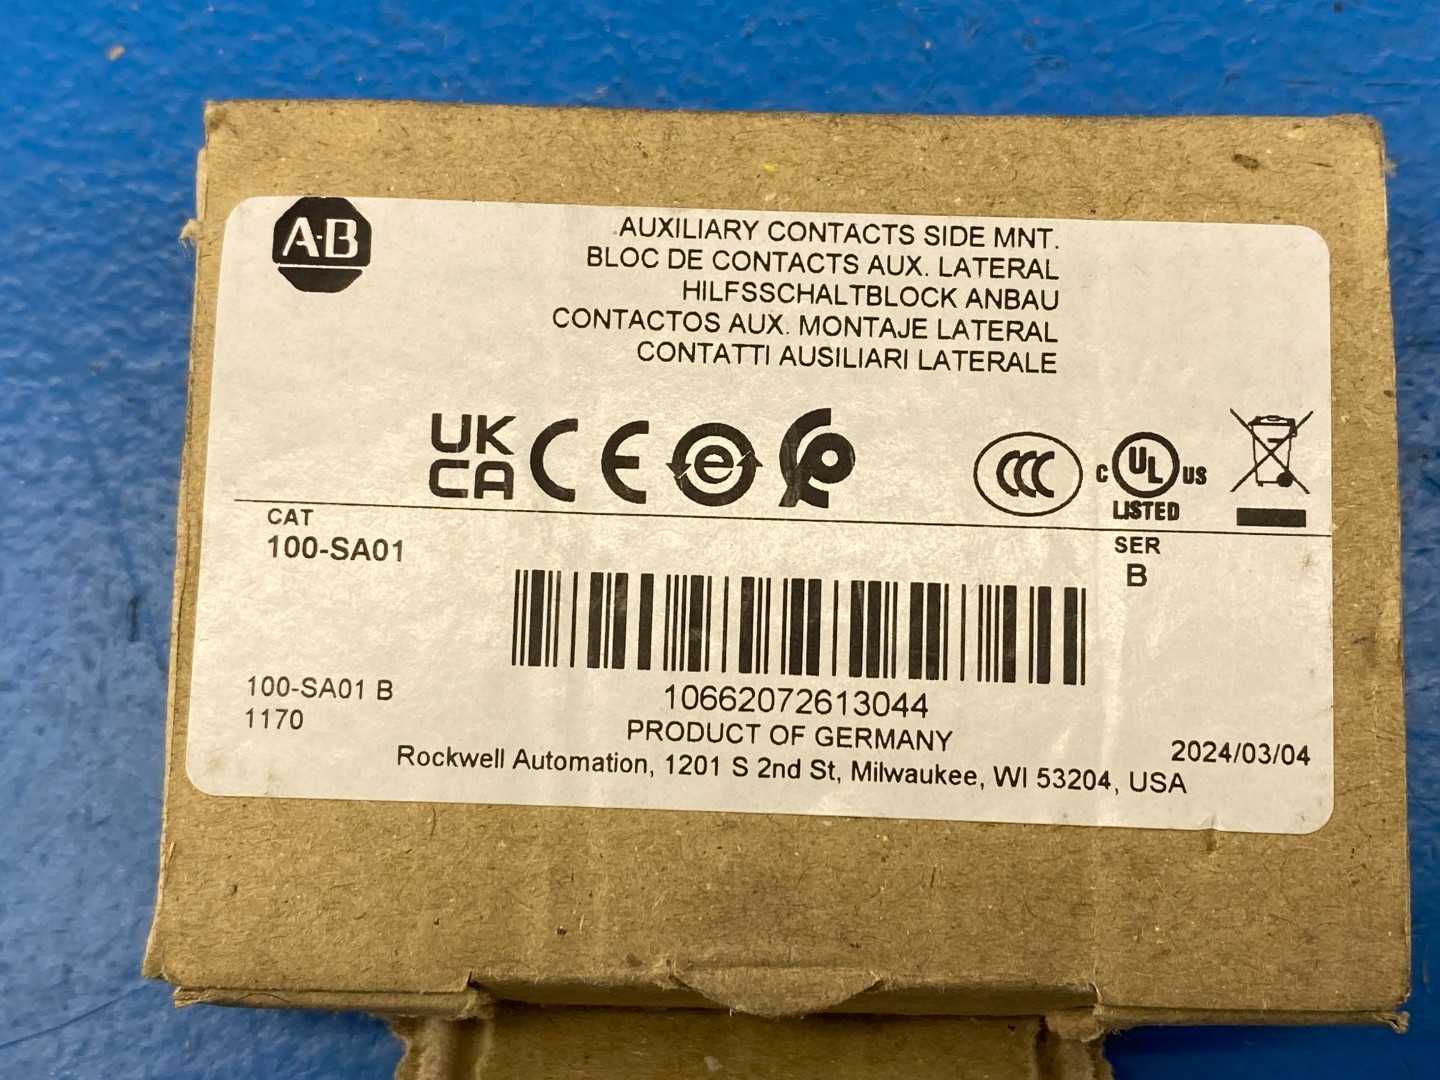 A-B
AUXILIARY CONTACTS SIDE MNT.
BLOC DE CONTACTS AUX. LATERAL
HILFSSCHALTBLOCK ANBAU
CONTACTOS AUX. MONTAJE LATERAL
CONTATTI AUSILIARI LATERALE
UK
CA
CE
e
CCC
C UL US
LISTED
CAT
100-SA01
SER
B
100-SA01 B
1170
10662072613044
PRODUCT OF GERMANY
2024/03/04
Rockwell Automation, 1201 S 2nd St, Milwaukee, WI 53204, USA